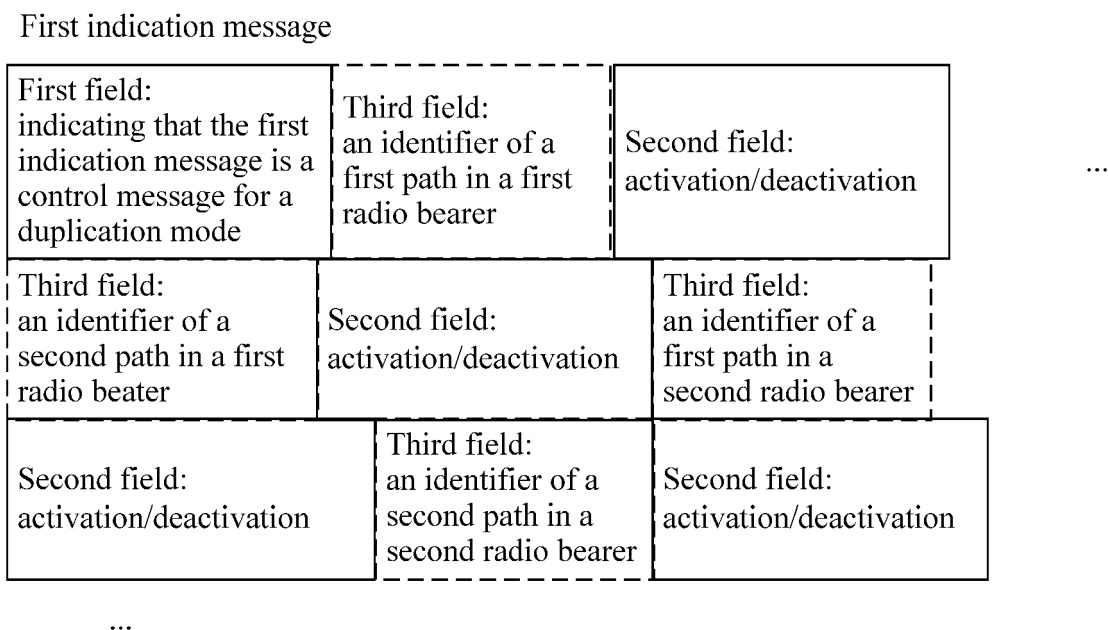 First indication message
First field:
indicating that the first
indication message is a
control message for a
duplication mode
Third field:
an identifier of a
first path in a first
radio bearer
Second field:
activation/deactivation
...
Third field:
an identifier of a
second path in a first
radio beater
Second field:
activation/deactivation
Third field:
an identifier of a
first path in a
second radio bearer
Second field:
activation/deactivation
Third field:
an identifier of a
second path in a
second radio bearer
Second field:
activation/deactivation
...